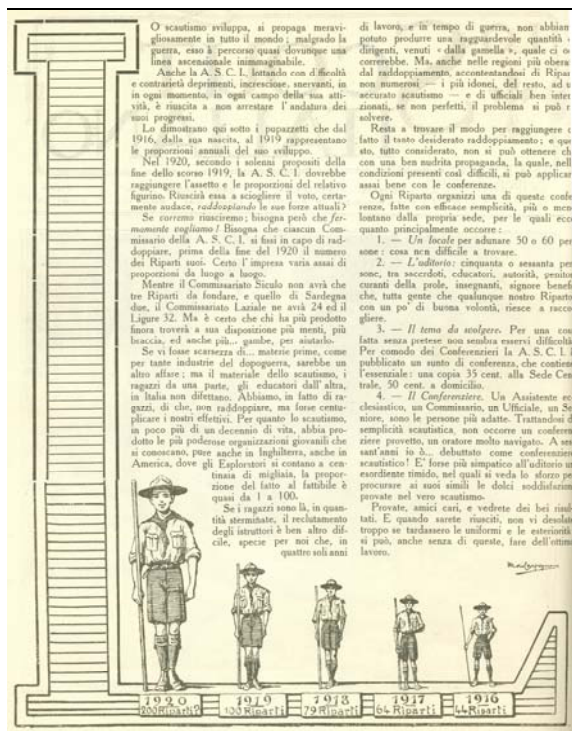 O scautismo sviluppa, si propaga meravi-
gliosamente in tutto il mondo ; malgrado la
guerra, esso à percorso quasi dovunque una
linea ascensionale inimmaginabile.
Anche la A. S. C. I., lottando con difficoltà
e contrarietà deprimenti, increscìose, snervanti, in
in ogni momento, in ogni campo della sua atti-
vità, è riuscita a non arrestare l'andatura dei
suoi progressi.
Lo dimostrano qui sotto i pupazzetti che dal
1916, dalla sua nascita, al 1919 rappresentano
le proporzioni annuali del suo sviluppo.
Nel 1920, secondo i solenni propositi della
fine dello scorso 1919, la A. S. C. I. dovrebbe
raggiungere l'assetto e le proporzioni del relativo
figurino. Riuscirà essa a sciogliere il voto, certa-
mente audace, raddoppiando le sue forze attuali ?
Se corremo riusciremo ; bisogna però che fer-
mamente vogliamo ! Bisogna che ciascun Com-
missario della A. S. C. I. si fissi in capo di rad-
doppiare, prima della fine del 1920 il numero
dei Riparti suoi. Certo l'impresa varia assai di
proporzioni da luogo a luogo.
Mentre il Commissariato Siculo non avrà che
tre Riparti da fondare, e quello di Sardegna
due, il Commissariato Laziale ne avrà 24 ed il
Ligure 32. Ma è certo che chi ha più prodotto
finora troverà a sua disposizione più menti, più
braccia, ed anche più... gambe, per aiutarlo.
Se vi fosse scarsezza di... materie prime, come
per tante industrie del dopoguerra, sarebbe un
altro affare ; ma il materiale dello scautismo, i
ragazzi da una parte, gli educatori dall'altra,
in Italia non difettano. Abbiamo, in fatto di ra-
gazzi, di che, non raddoppiare, ma forse centu-
plicare i nostri effettivi. Per quanto lo scautismo,
in poco più di un decennio di vita, abbia pro-
dotto le più poderose organizzazioni giovanili che
si conoscano, pure anche in Inghilterra, anche in
America, dove gli Esploratori si contano a cen-
tinaia di migliaia, la propor-
zione del fatto al fattibile è
quasi da 1 a 100.
Se i ragazzi sono là, in quan-
tità sterminate, il reclutamento
degli istruttori è ben altro dif-
cile, specie per noi che, in
quattro soli anni
di lavoro, e in tempo di guerra, non abbian
potuto produrre una ragguardevole quantità
dirigenti, venuti « dalla gamella », quale ci
correrebbe. Ma, anche nelle regioni più opera
dal raddoppiamento, accontentandosi di Ripar
non numerosi — i più idonei, del resto, ad
accurato scoutismo — e di ufficiali ben inten
zionati, se non perfetti, il problema si può r
solvere.
Resta a trovare il modo per raggiungere
fatto il tanto desiderato raddoppiamento ; e que
sto, tutto considerato, non si può ottenere ch
con una ben nudrita propaganda, la quale, nell
condizioni presenti così difficili, si può applicar
assai bene con le conferenze.
Ogni Riparto organizzi una di queste confe
renze, fatte con efficace semplicità, più o meno
lontano dalla propria sede, per le quali ecc
quanto principalmente occorre :
1. — Un locale per adunare 50 o 60 per
sone : cosa non difficile a trovare.
2. — L'uditorio : cinquanta o sessanta per
sone, tra sacerdoti, educatori, autorità, genitor
curanti della prole, insegnanti, signore benefi
che, tutta gente che qualunque nostro Riparto
con un po' di buona volontà, riesce a racco
gliere.
3. — Il tema da svolgere. Per una cosa
fatta senza pretese non sembra esservi difficoltà
Per comodo dei Conferenzieri la A. S. C. I.
pubblicato un sunto di conferenza, che contiene
l'essenziale : una copia 35 cent. alla Sede Cen
trale, 50 cent. a domicilio.
4. — Il Conferenziere. Un Assistente ec
clesiastico, un Commissario, un Ufficiale, un Se
niore, sono le persone più adatte. Trattandosi d
semplicità scautistica, non occorre un conferen
ziere provetto, un oratore molto navigato. A ses
sant'anni io ò... debuttato come conferenzier
scautistico ! E' forse più simpatico all'uditorio un
esordiente timido, nel quali si veda lo sforzo pe
procurare ai suoi simili le dolci soddisfazion
provate nel vero scautismo.
Provate, amici cari, e vedrete dei bei risul
tati. E quando sarete riusciti, non vi desolat
troppo se tardassero le uniformi e le esteriorità
si può, anche senza di queste, fare dell'ottim
lavoro.
1920
200 Riparti?
1919
100 Riparti
1918
79 Riparti
1917
64 Riparti
1916
44 Riparti